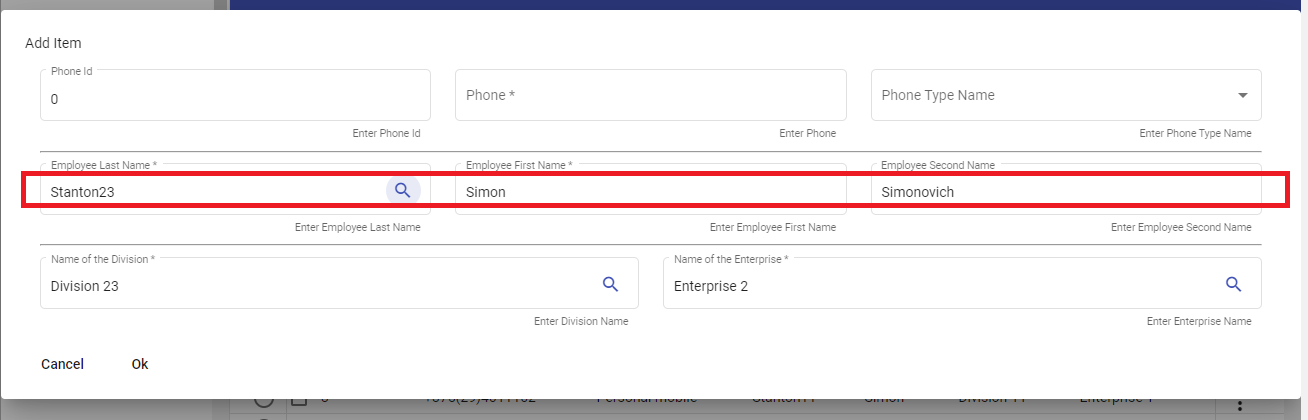 Add Item
Phone Id
0
Phone *
Phone Type Name
Enter Phone Id
Enter Phone
Enter Phone Type Name
Employee Last Name *
Employee First Name *
Employee Second Name
Stanton23
Simon
Simonovich
Enter Employee Last Name
Enter Employee First Name
Enter Employee Second Name
Name of the Division *
Name of the Enterprise *
Division 23
Enterprise 2
Enter Division Name
Enter Enterprise Name
Cancel
Ok